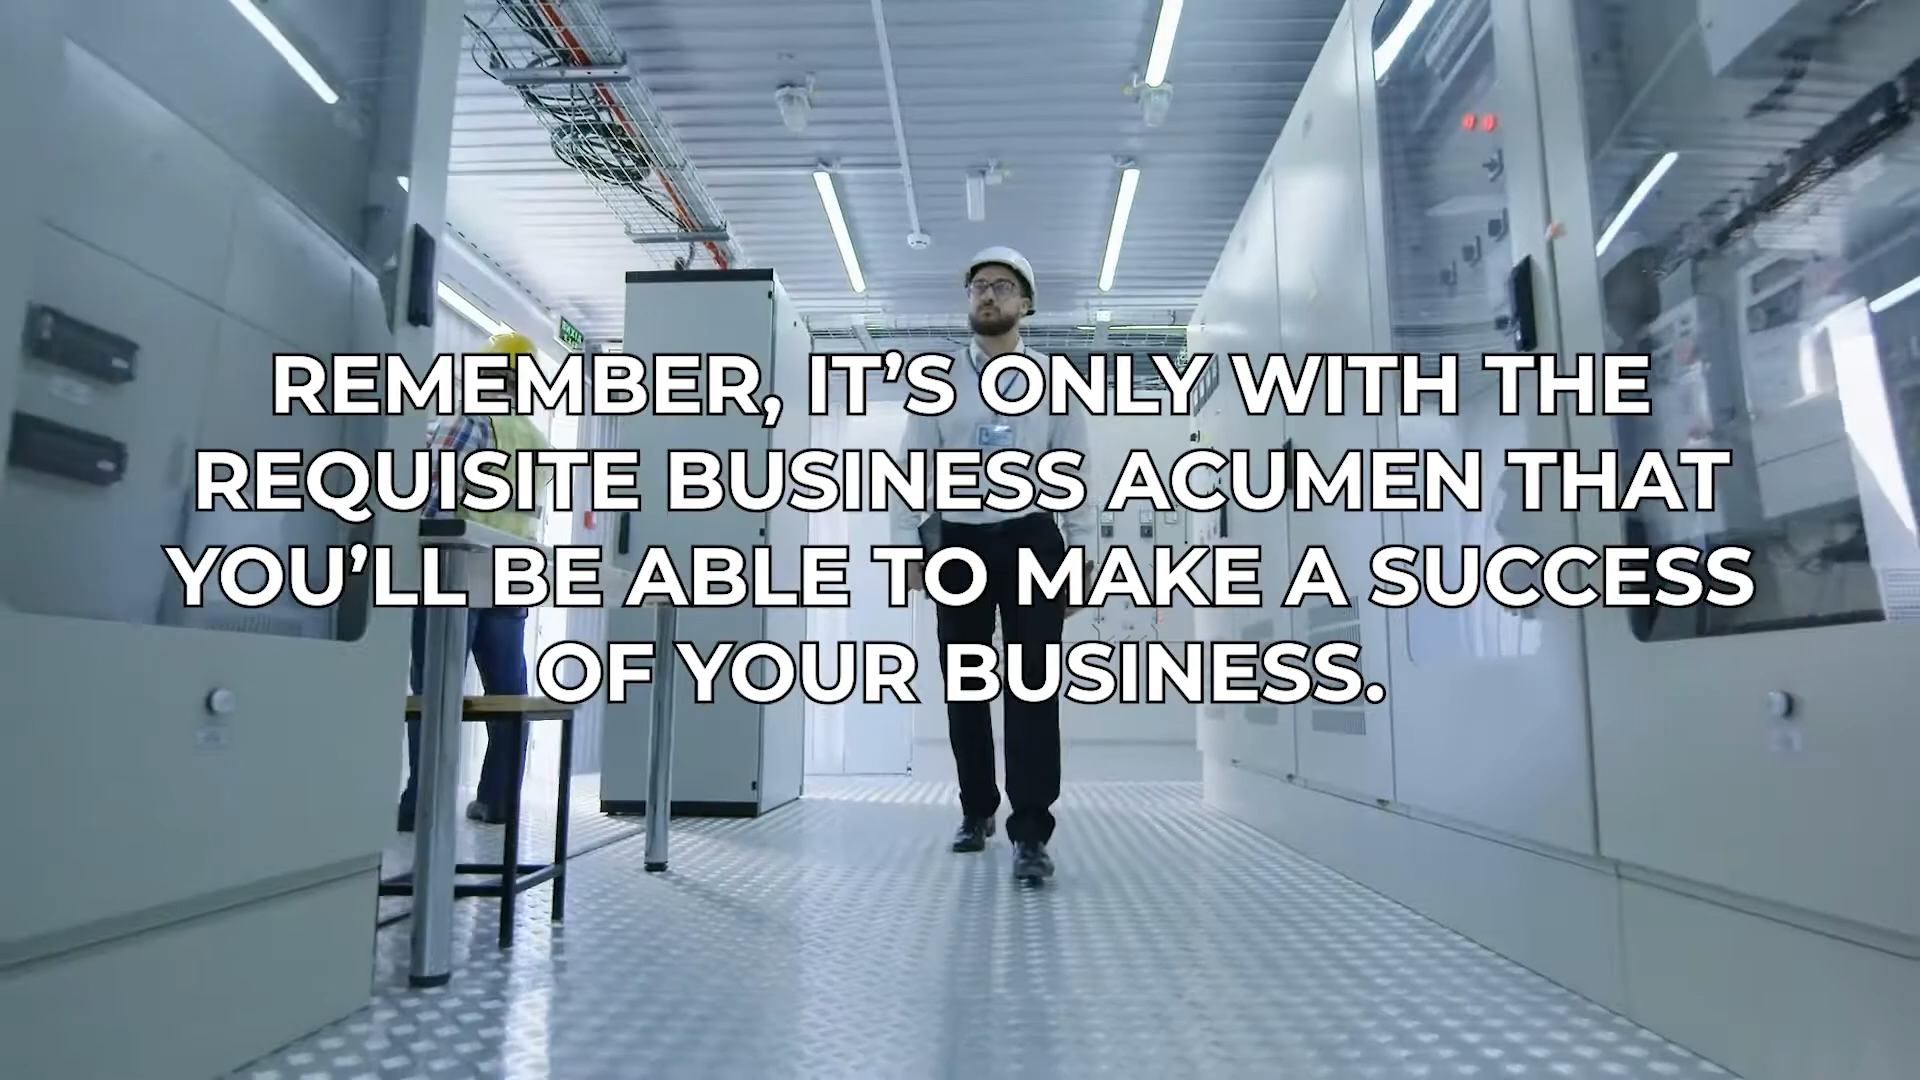 REMEMBER, IT’S ONLY WITH THE
REQUISITE BUSINESS ACUMEN THAT
YOU’LL BE ABLE TO MAKE A SUCCESS
OF YOUR BUSINESS.